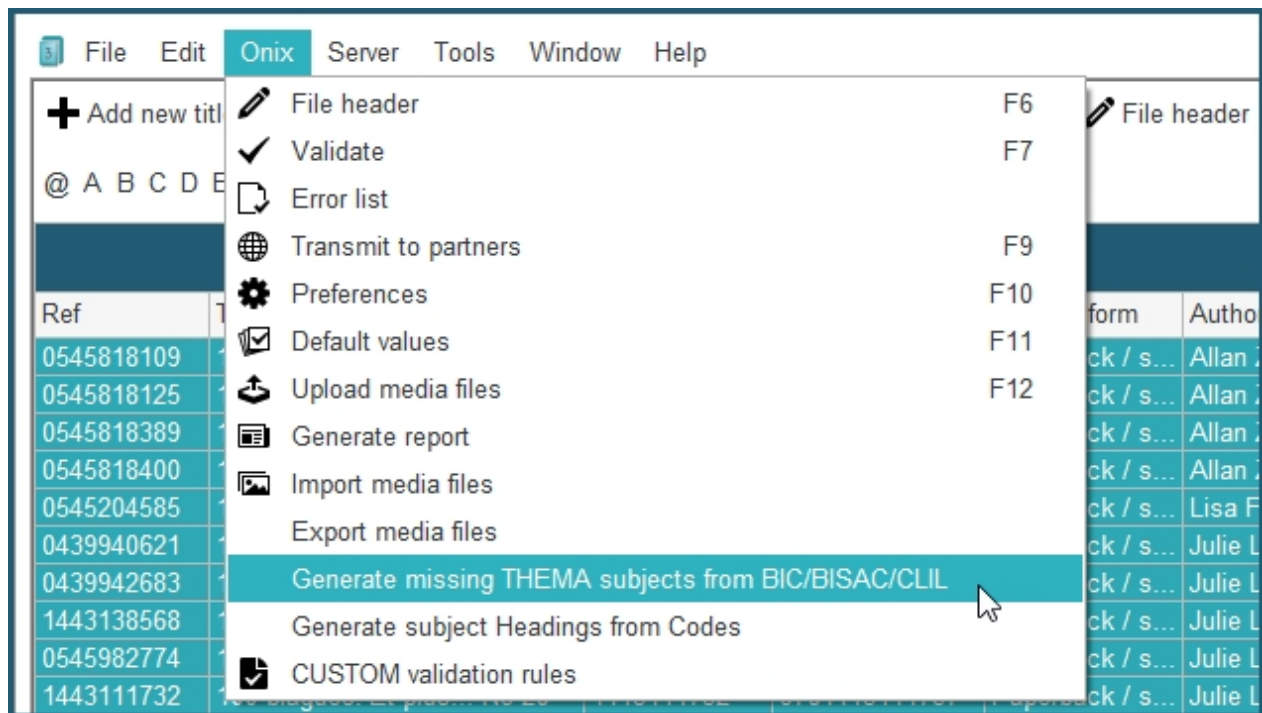 File Edit Onix Server Tools Window Help
Add new titl
File header F6
File header
Validate F7
@ A B C D E
Error list
Transmit to partners F9
Preferences F10
Ref form Autho
Default values F11
0545818109 ck / s... Allan
Upload media files F12
0545818125 ck / s... Allan
Generate report
0545818389 ck / s... Allan
Import media files
0545818400 ck / s... Allan
Export media files
0545204585 ck / s... Lisa F
0439940621 ck / s... Julie L
Generate missing THEMA subjects from BIC/BISAC/CLIL
0439942683 ck / s... Julie L
Generate subject Headings from Codes
1443138568 ck / s... Julie L
0545982774 ck / s... Julie L
CUSTOM validation rules
1443111732 ck / s... Julie L